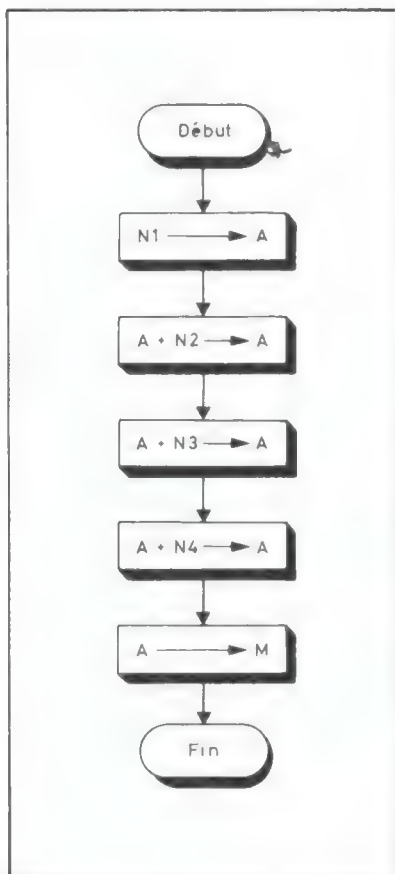 Début
N1 → A
A + N2 → A
A + N3 → A
A + N4 → A
A → M
Fin